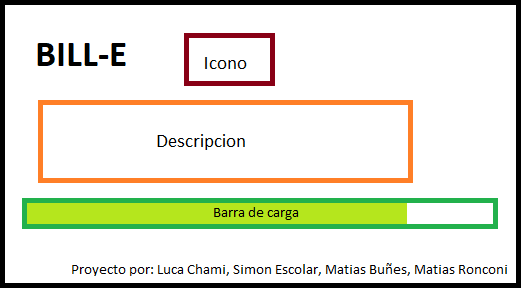 BILL-E
Icono
Descripcion
Barra de carga
Proyecto por: Luca Chami, Simon Escolar, Matias Buñes, Matias Ronconi